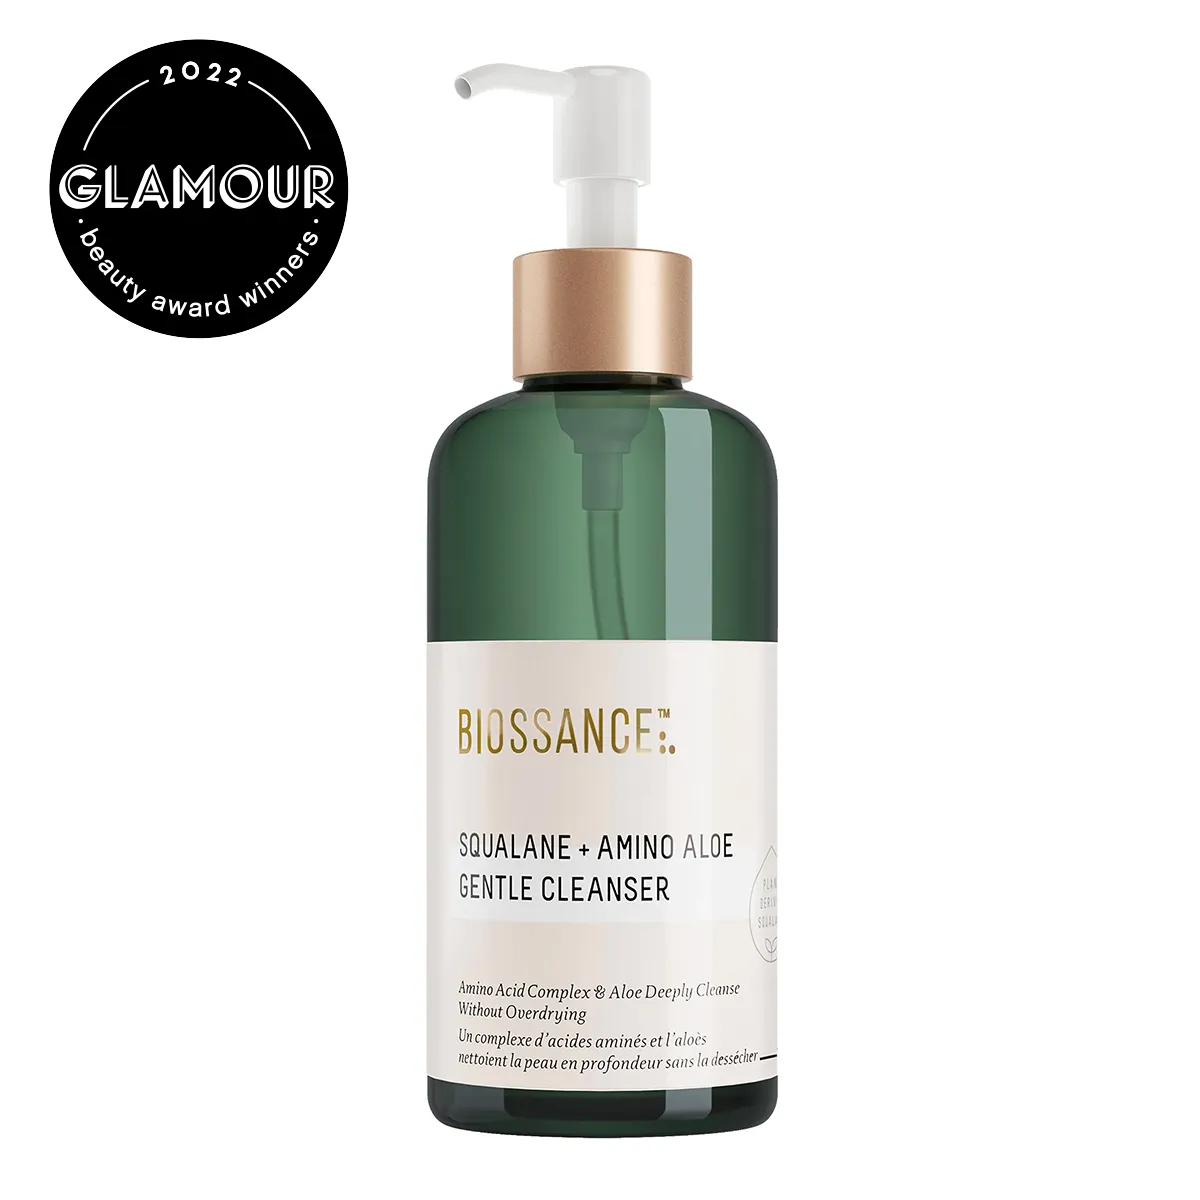 2022
GLAMOUR
· beauty award winners ·
BIOSSANCE™
SQUALANE + AMINO ALOE
GENTLE CLEANSER
Amino Acid Complex & Aloe Deeply Cleanse
Without Overdrying
Un complexe d'acides aminés et l'aloès
nettoient la peau en profondeur sans la dessécher